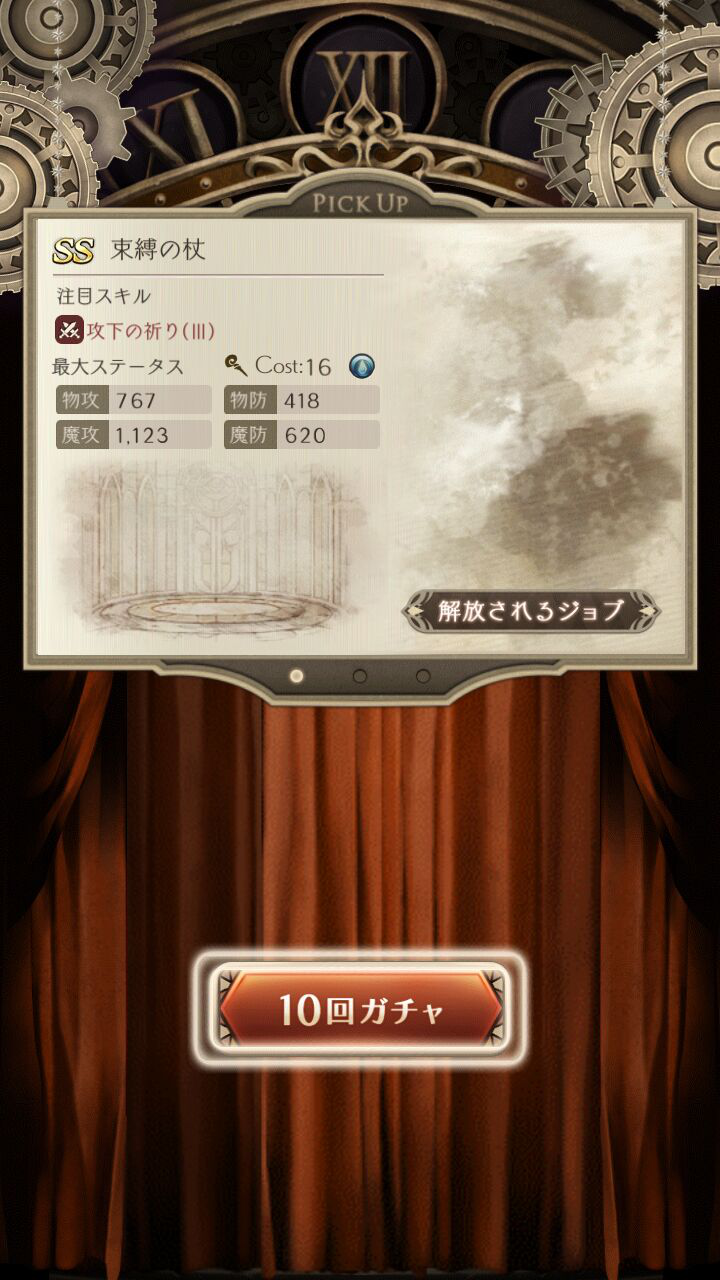 XI
XII
PICK UP
SS 束縛の杖
注目スキル
攻下の祈り(III)
最大ステータス Cost:16
物攻 767 物防 418
魔攻 1,123 魔防 620
解放されるジョブ
10回ガチャ